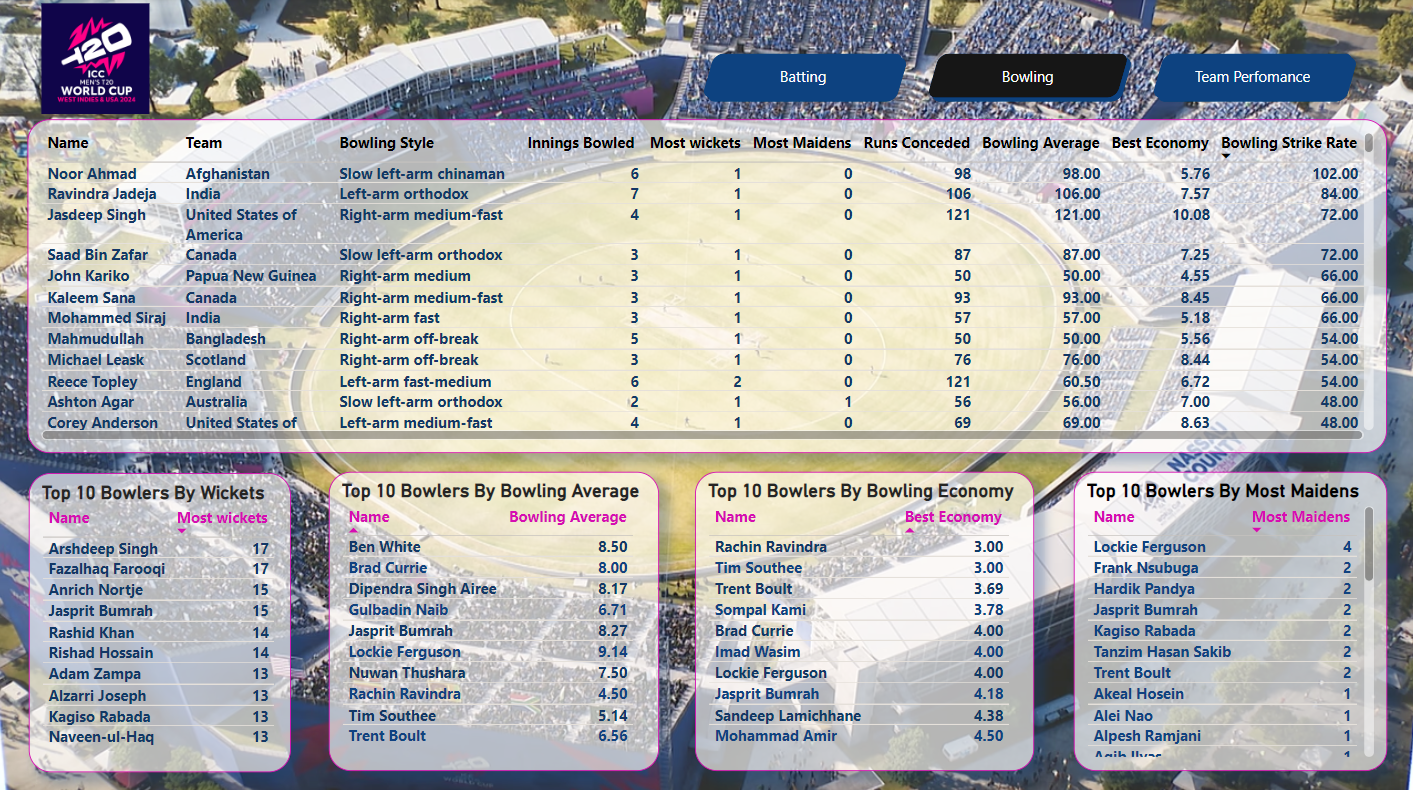 T20
ICC
MEN'S T20
WORLD CUP
WEST INDIES & USA 2024
Batting
Bowling
Team Perfomance
Name Team Bowling Style Innings Bowled Most wickets Most Maidens Runs Conceded Bowling Average Best Economy Bowling Strike Rate
Noor Ahmad Afghanistan Slow left-arm chinaman 6 1 0 98 98.00 5.76 102.00
Ravindra Jadeja India Left-arm orthodox 7 1 0 106 106.00 7.57 84.00
Jasdeep Singh United States of Right-arm medium-fast 4 1 0 121 121.00 10.08 72.00
America
Saad Bin Zafar Canada Slow left-arm orthodox 3 1 0 87 87.00 7.25 72.00
John Kariko Papua New Guinea Right-arm medium 3 1 0 50 50.00 4.55 66.00
Kaleem Sana Canada Right-arm medium-fast 3 1 0 93 93.00 8.45 66.00
Mohammed Siraj India Right-arm fast 3 1 0 57 57.00 5.18 66.00
Mahmudullah Bangladesh Right-arm off-break 5 1 0 50 50.00 5.56 54.00
Michael Leask Scotland Right-arm off-break 3 1 0 76 76.00 8.44 54.00
Reece Topley England Left-arm fast-medium 6 2 0 121 60.50 6.72 54.00
Ashton Agar Australia Slow left-arm orthodox 2 1 1 56 56.00 7.00 48.00
Corey Anderson United States of Left-arm medium-fast 4 1 0 69 69.00 8.63 48.00
NASSAU
COUNTY
Top 10 Bowlers By Wickets
Name Most wickets
Arshdeep Singh 17
Fazalhaq Farooqi 17
Anrich Nortje 15
Jasprit Bumrah 15
Rashid Khan 14
Rishad Hossain 14
Adam Zampa 13
Alzarri Joseph 13
Kagiso Rabada 13
Naveen-ul-Haq 13
Top 10 Bowlers By Bowling Average
Name Bowling Average
Ben White 8.50
Brad Currie 8.00
Dipendra Singh Airee 8.17
Gulbadin Naib 6.71
Jasprit Bumrah 8.27
Lockie Ferguson 9.14
Nuwan Thushara 7.50
Rachin Ravindra 4.50
Tim Southee 5.14
Trent Boult 6.56
Top 10 Bowlers By Bowling Economy
Name Best Economy
Rachin Ravindra 3.00
Tim Southee 3.00
Trent Boult 3.69
Sompal Kami 3.78
Brad Currie 4.00
Imad Wasim 4.00
Lockie Ferguson 4.00
Jasprit Bumrah 4.18
Sandeep Lamichhane 4.38
Mohammad Amir 4.50
Top 10 Bowlers By Most Maidens
Name Most Maidens
Lockie Ferguson 4
Frank Nsubuga 2
Hardik Pandya 2
Jasprit Bumrah 2
Kagiso Rabada 2
Tanzim Hasan Sakib 2
Trent Boult 2
Akeal Hosein 1
Alei Nao 1
Alpesh Ramjani 1